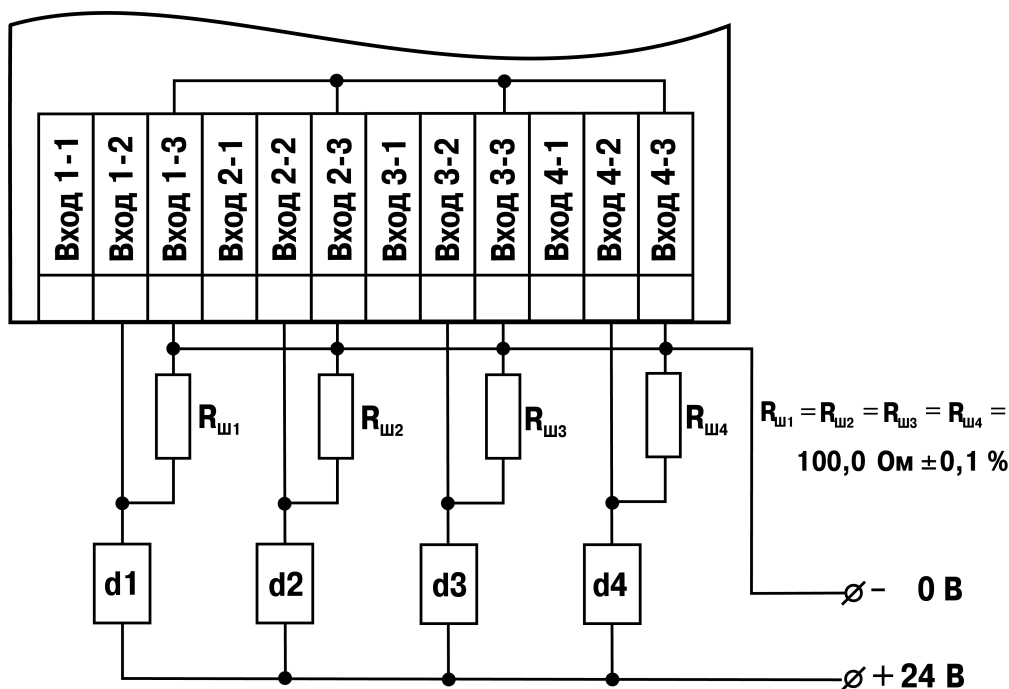 Вход 1-1
Вход 1-2
Вход 1-3
Вход 2-1
Вход 2-2
Вход 2-3
Вход 3-1
Вход 3-2
Вход 3-3
Вход 4-1
Вход 4-2
Вход 4-3
Rш1
Rш2
Rш3
Rш4
Rш1 = Rш2 = Rш3 = Rш4 =
100,0 Ом ±0,1 %
d1
d2
d3
d4
– 0 В
+ 24 В